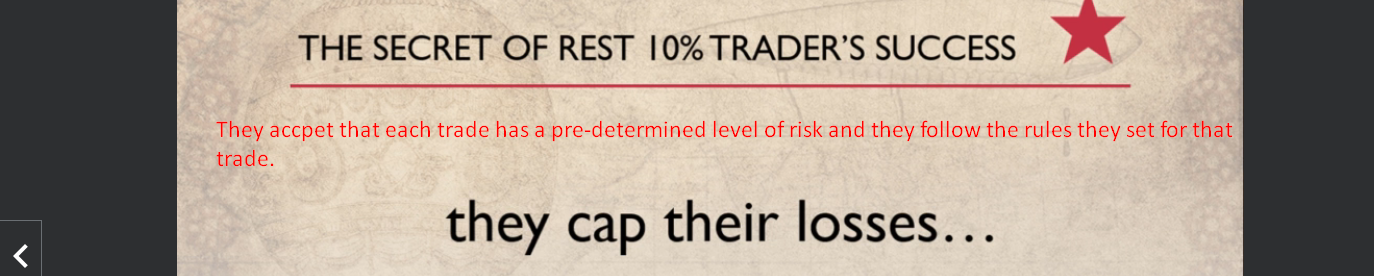 THE SECRET OF REST 10% TRADER'S SUCCESS
They accpet that each trade has a pre-determined level of risk and they follow the rules they set for that
trade.
they cap their losses...